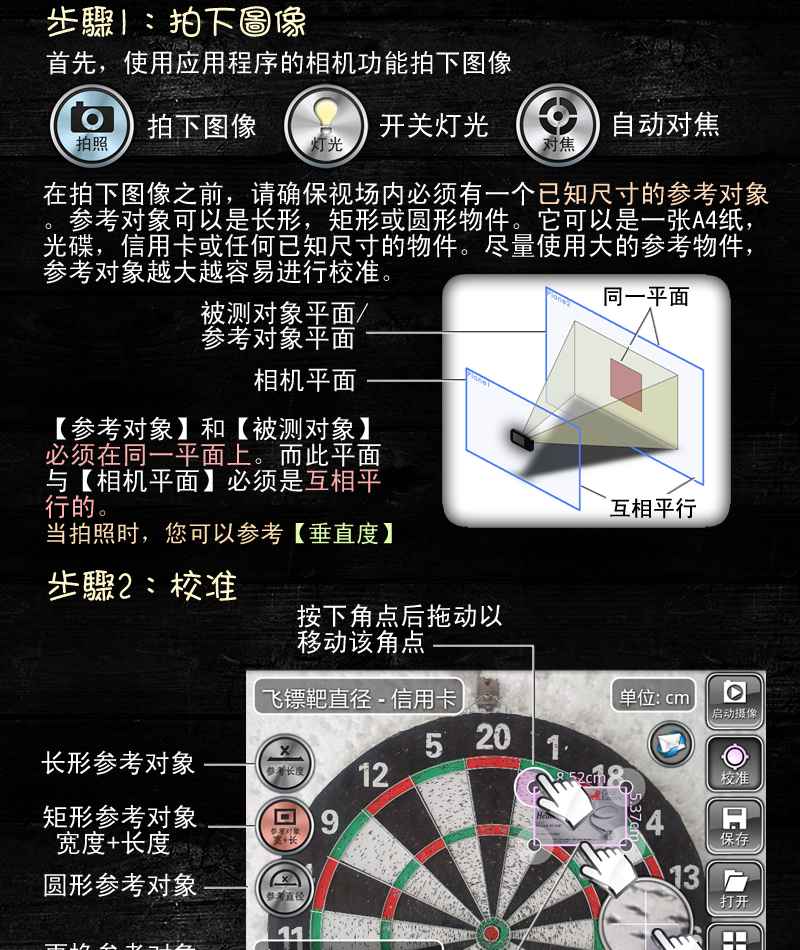 步驟1：拍下圖像
首先，使用应用程序的相机功能拍下图像
拍照
拍下图像
灯光
开关灯光
对焦
自动对焦
在拍下图像之前，请确保视场内必须有一个已知尺寸的参考对象
。参考对象可以是长形，矩形或圆形物件。它可以是一张A4纸，
光碟，信用卡或任何已知尺寸的物件。尽量使用大的参考物件，
参考对象越大越容易进行校准。
被测对象平面/
参考对象平面
相机平面
Plane2
同一平面
Plane1
互相平行
【参考对象】和【被测对象】
必须在同一平面上。而此平面
与【相机平面】必须是互相平
行的。
当拍照时，您可以参考【垂直度】
步驟2：校准
按下角点后拖动以
移动该角点
飞镖靶直径 - 信用卡
单位: cm
启动摄像
长形参考对象
参考长度
校准
矩形参考对象
宽度+长度
参考对象
宽+长
保存
圆形参考对象
参考直径
打开
5
20
1
12
18
9
4
13
11
8.52cm
5.37cm